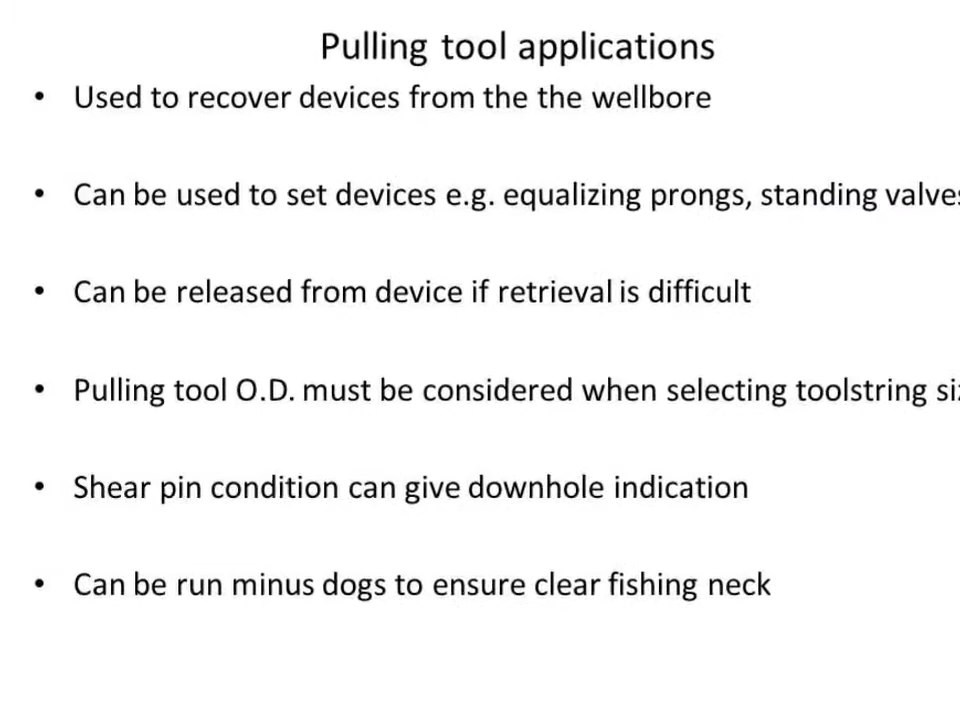 Pulling tool applications
• Used to recover devices from the the wellbore
• Can be used to set devices e.g. equalizing prongs, standing valves
• Can be released from device if retrieval is difficult
• Pulling tool O.D. must be considered when selecting toolstring
• Shear pin condition can give downhole indication
• Can be run minus dogs to ensure clear fishing neck